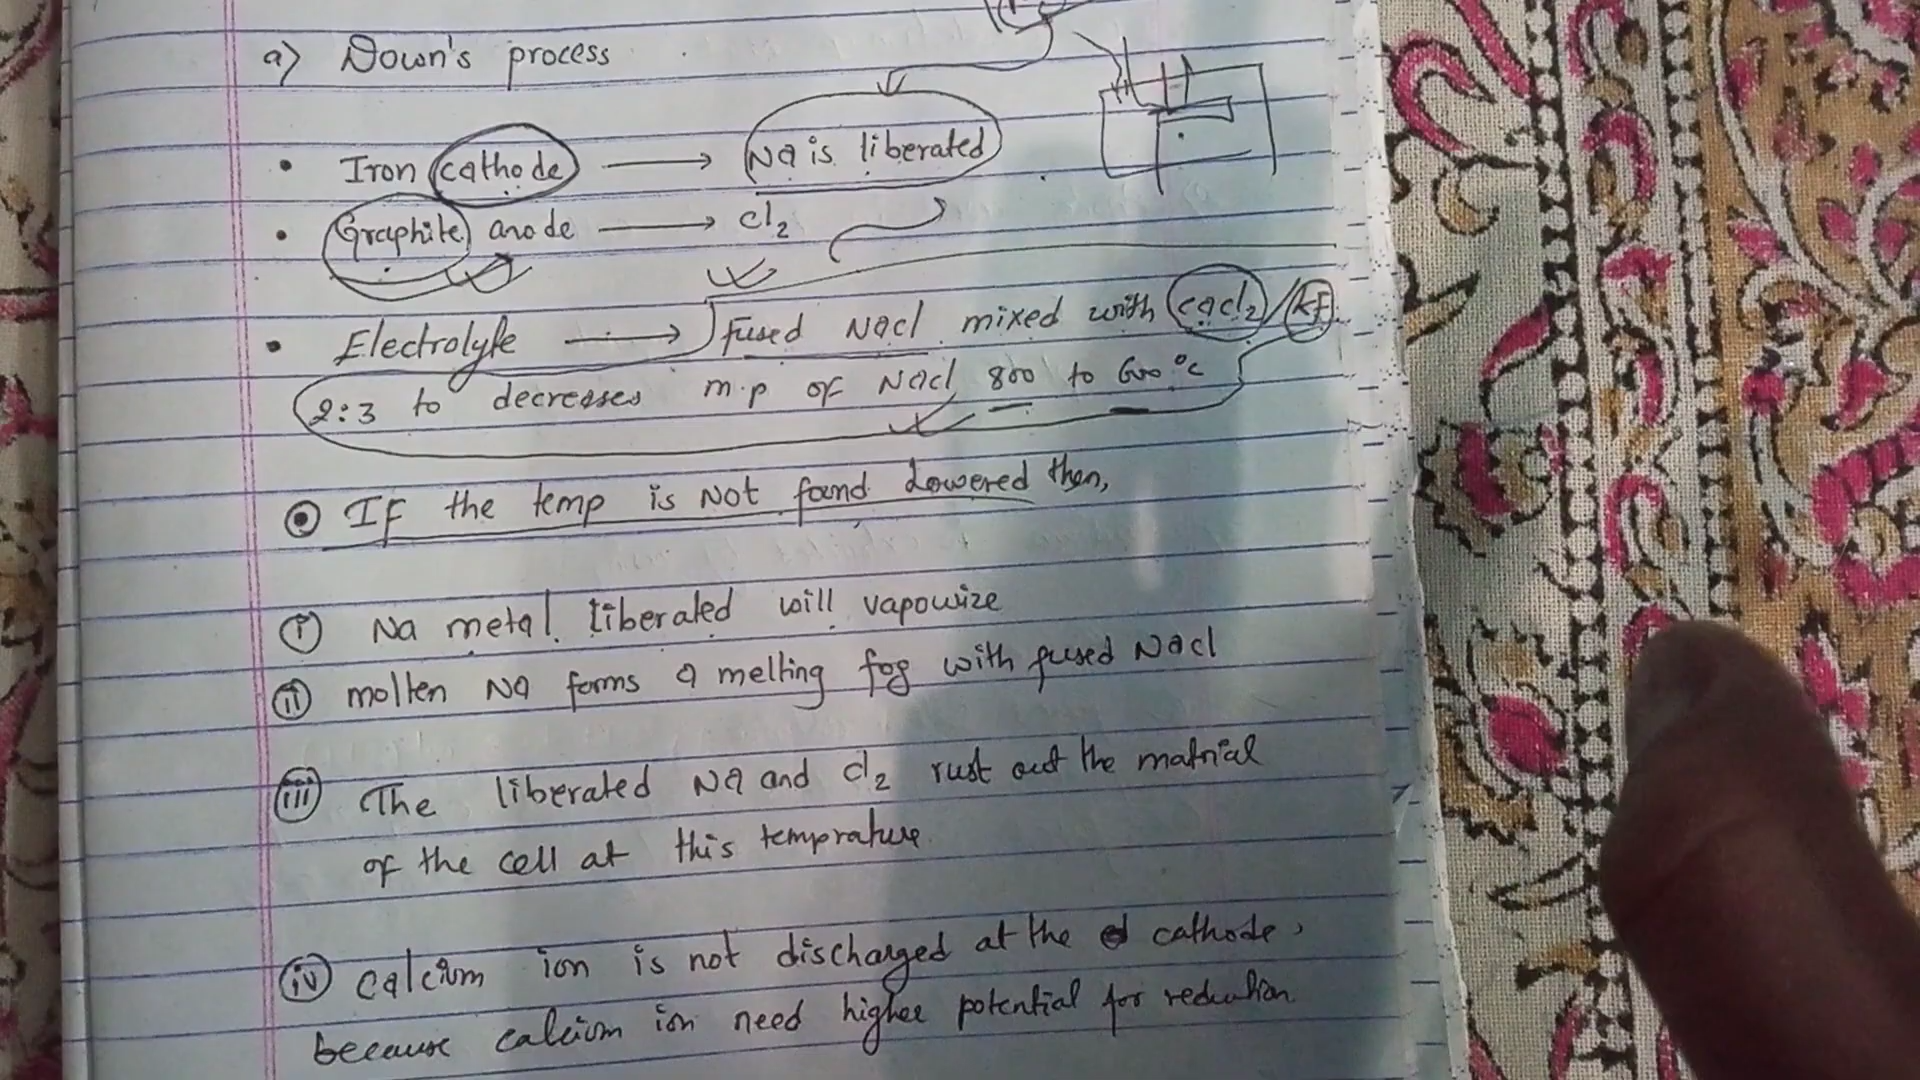 a) Down's process
• Iron cathode ⟶ Na is liberated
• Graphite anode ⟶ Cl₂
• Electrolyte ⟶ fused Nacl mixed with cacl₂/KF
2:3 to decreases m.p of Nacl 800 to 600°c
⊙ If the temp is Not found Lowered then,
(i) Na metal liberated will vapowize
(ii) molten Na forms a melting fog with fused Nacl
(iii) The liberated Na and cl₂ rust out the matrial
of the cell at this temprature.
(iv) calcium ion is not discharged at the cathode,
because calcium ion need higher potential for reduation